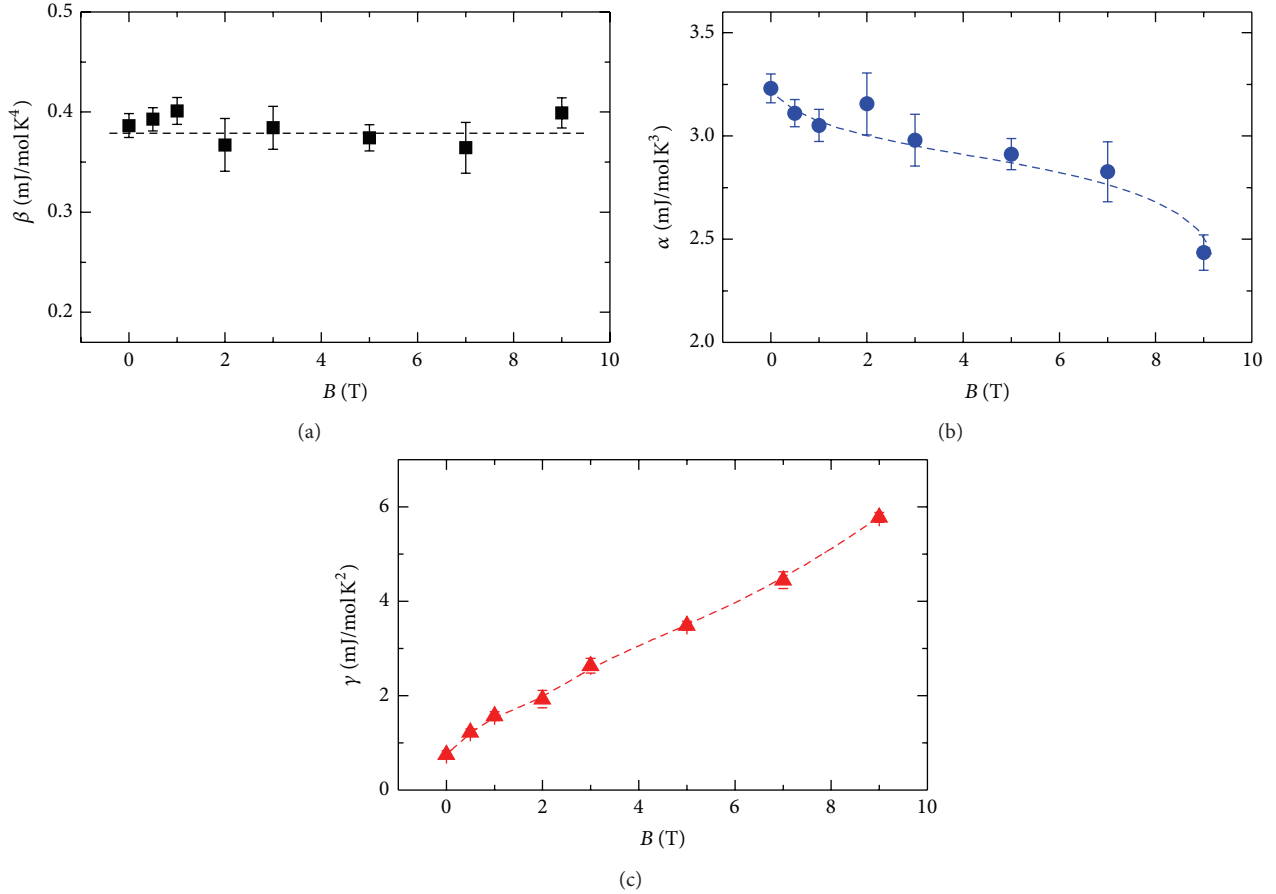 0.5
0.4
0.3
0.2
β (mJ/mol K⁴)
0 2 4 6 8 10
B (T)
(a)
3.5
3.0
2.5
2.0
α (mJ/mol K³)
0 2 4 6 8 10
B (T)
(b)
6
4
2
0
γ (mJ/mol K²)
0 2 4 6 8 10
B (T)
(c)